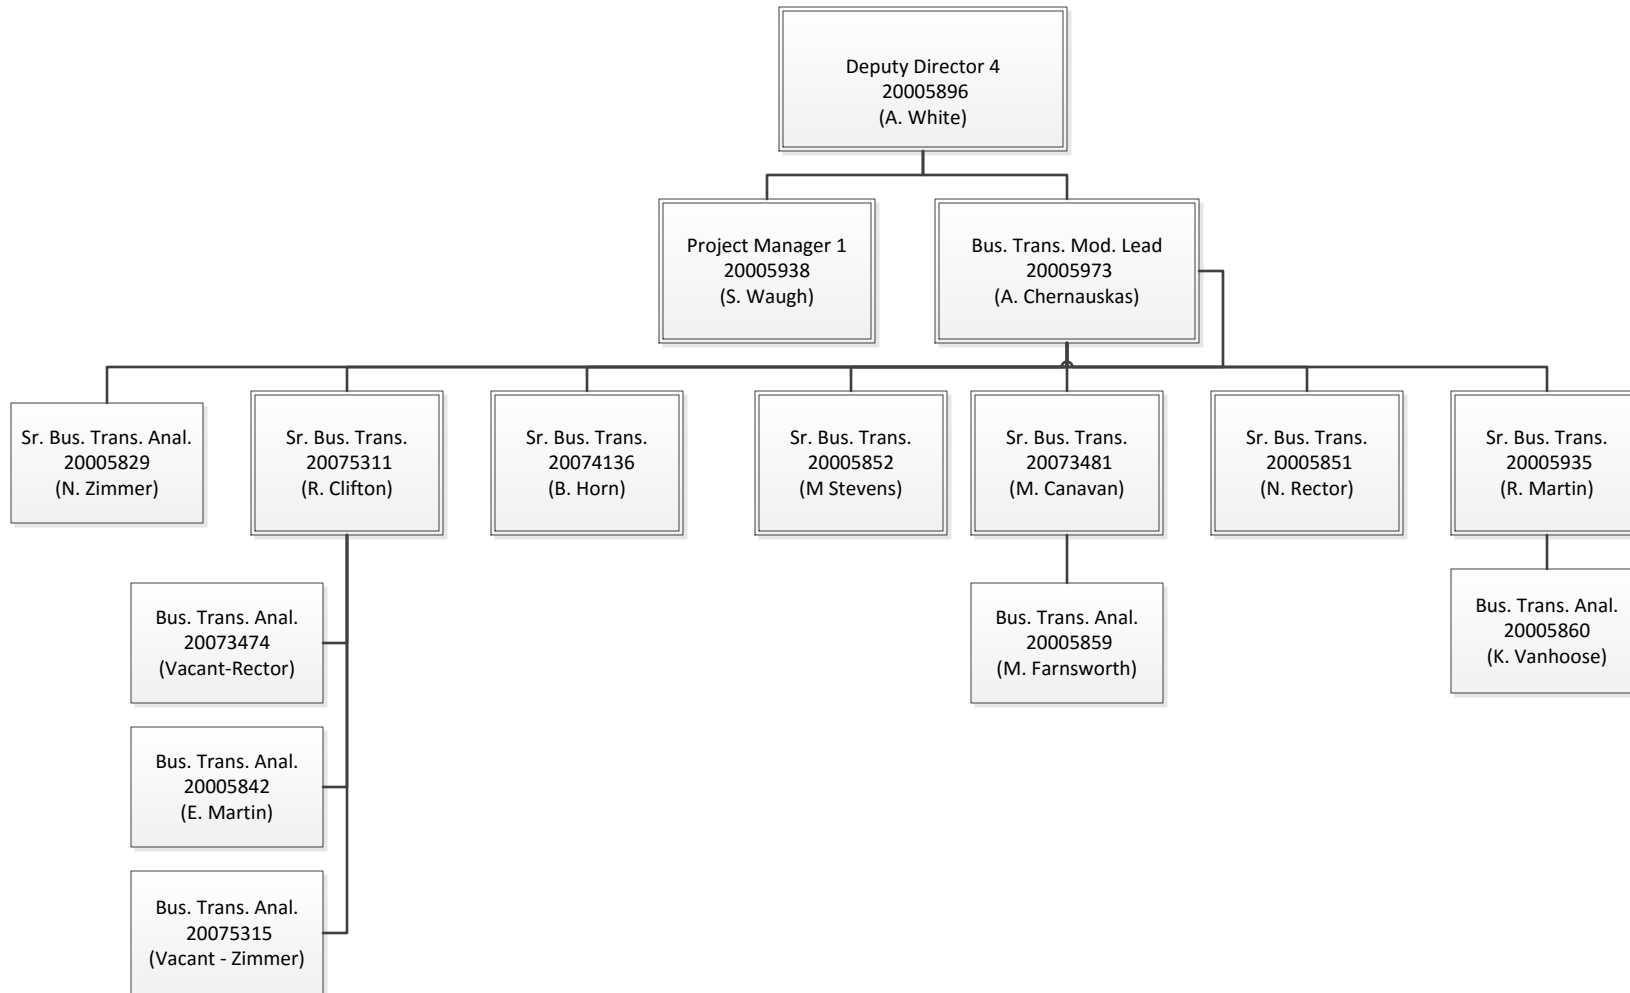 Deputy Director 4
20005896
(A. White)
Project Manager 1
20005938
(S. Waugh)
Bus. Trans. Mod. Lead
20005973
(A. Chernauskas)
Sr. Bus. Trans. Anal.
20005829
(N. Zimmer)
Sr. Bus. Trans.
20075311
(R. Clifton)
Sr. Bus. Trans.
20074136
(B. Horn)
Sr. Bus. Trans.
20005852
(M Stevens)
Sr. Bus. Trans.
20073481
(M. Canavan)
Sr. Bus. Trans.
20005851
(N. Rector)
Sr. Bus. Trans.
20005935
(R. Martin)
Bus. Trans. Anal.
20073474
(Vacant-Rector)
Bus. Trans. Anal.
20005859
(M. Farnsworth)
Bus. Trans. Anal.
20005860
(K. Vanhoose)
Bus. Trans. Anal.
20005842
(E. Martin)
Bus. Trans. Anal.
20075315
(Vacant - Zimmer)